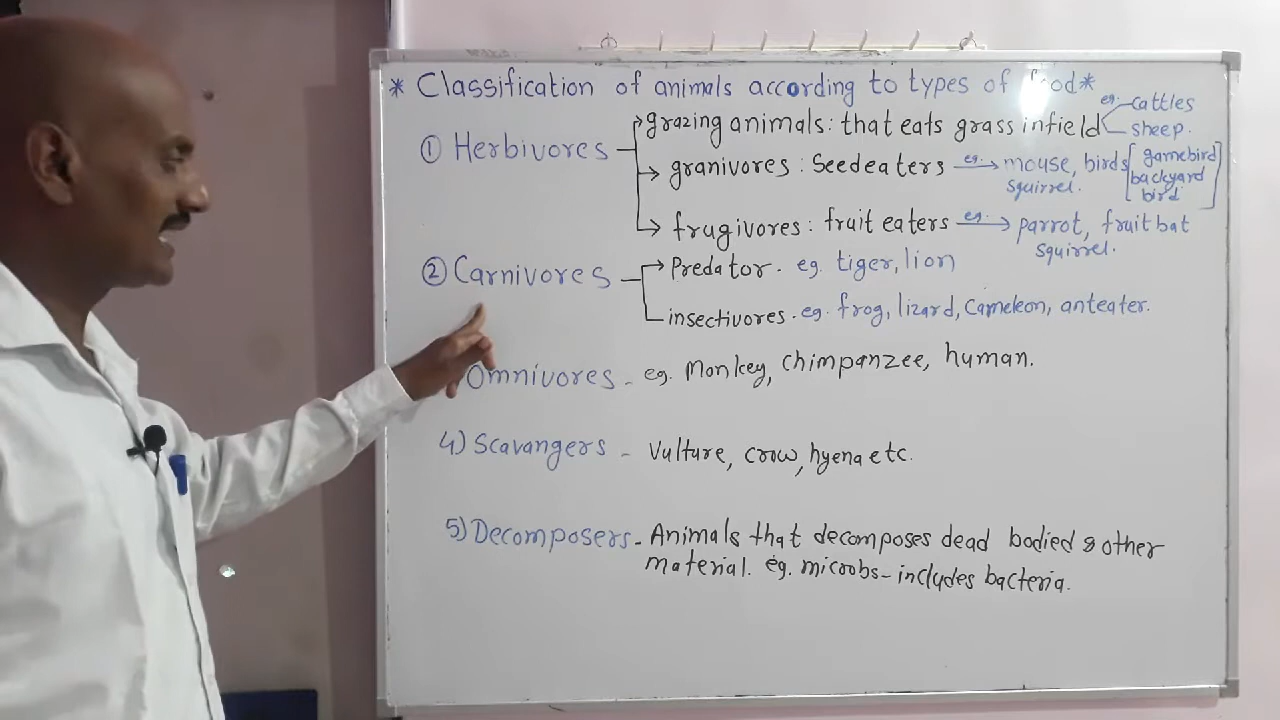 * Classification of animals according to types of food *
① Herbivores
grazing animals: that eats grass in field eg. cattles
sheep.
granivores: Seedeaters eg. → mouse, birds [gamebird
squirrel. backyard
bird]
frugivores: fruit eaters eg. → parrot, fruit bat
squirrel.
② Carnivores
Predator. eg. tiger, lion
insectivores. eg. frog, lizard, Cameleon, anteater.
Omnivores - eg. Monkey, chimpanzee, human.
4) Scavangers - Vulture, crow, hyena etc.
5) Decomposers - Animals that decomposes dead bodied & other
material. eg. microbs - includes bacteria.